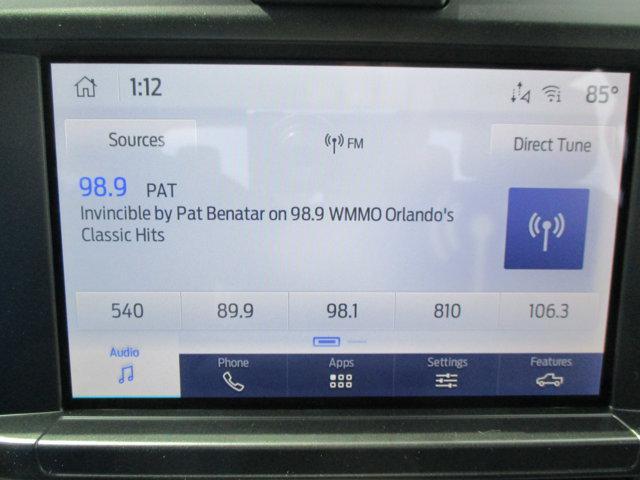 1:12
85°
Sources
FM
Direct Tune
98.9 PAT
Invincible by Pat Benatar on 98.9 WMMO Orlando's
Classic Hits
540 89.9 98.1 810 106.3
Audio Phone Apps Settings Features